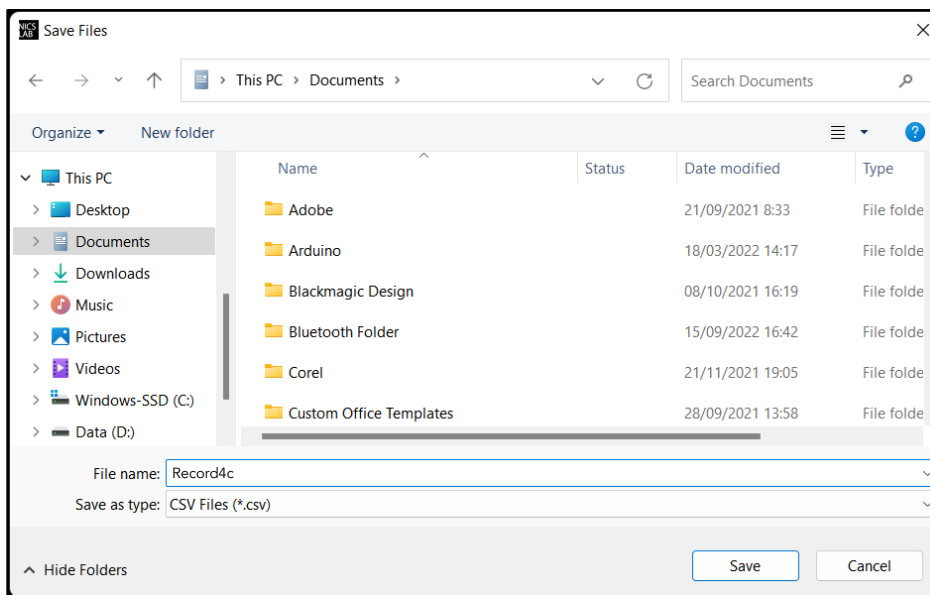 NICS
LAB
Save Files
This PC > Documents >
Search Documents
Organize
New folder
?
Name
Status
Date modified
Type
This PC
Desktop
Documents
Downloads
Music
Pictures
Videos
Windows-SSD (C:)
Data (D:)
Adobe 21/09/2021 8:33 File folde
Arduino 18/03/2022 14:17 File folde
Blackmagic Design 08/10/2021 16:19 File folde
Bluetooth Folder 15/09/2022 16:42 File folde
Corel 21/11/2021 19:05 File folde
Custom Office Templates 28/09/2021 13:58 File folde
File name: Record4c
Save as type: CSV Files (*.csv)
Hide Folders
Save
Cancel